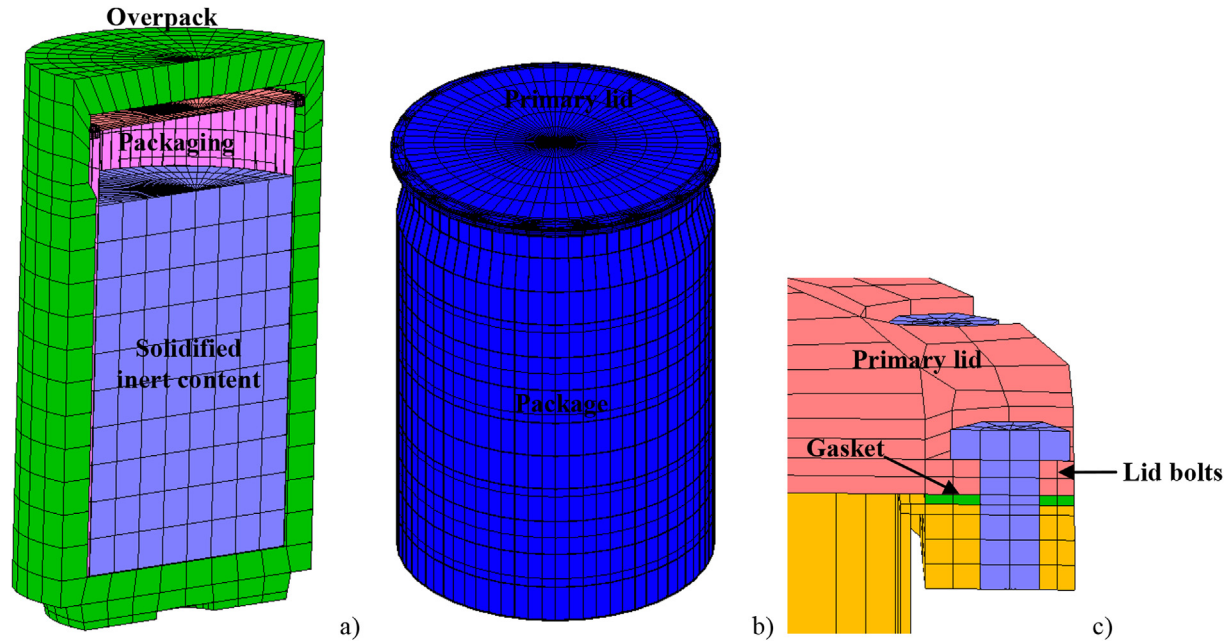 Overpack
Packaging
Solidified
inert content
a)
Primary lid
Package
b)
Primary lid
Gasket
Lid bolts
c)